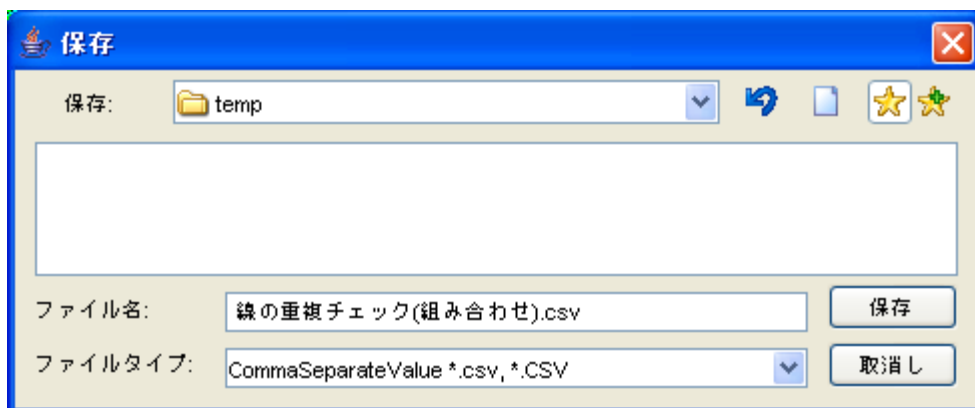 保存
保存: temp
ファイル名: 線の重複チェック(組み合わせ).csv 保存
ファイルタイプ: CommaSeparateValue *.csv, *.CSV 取消し